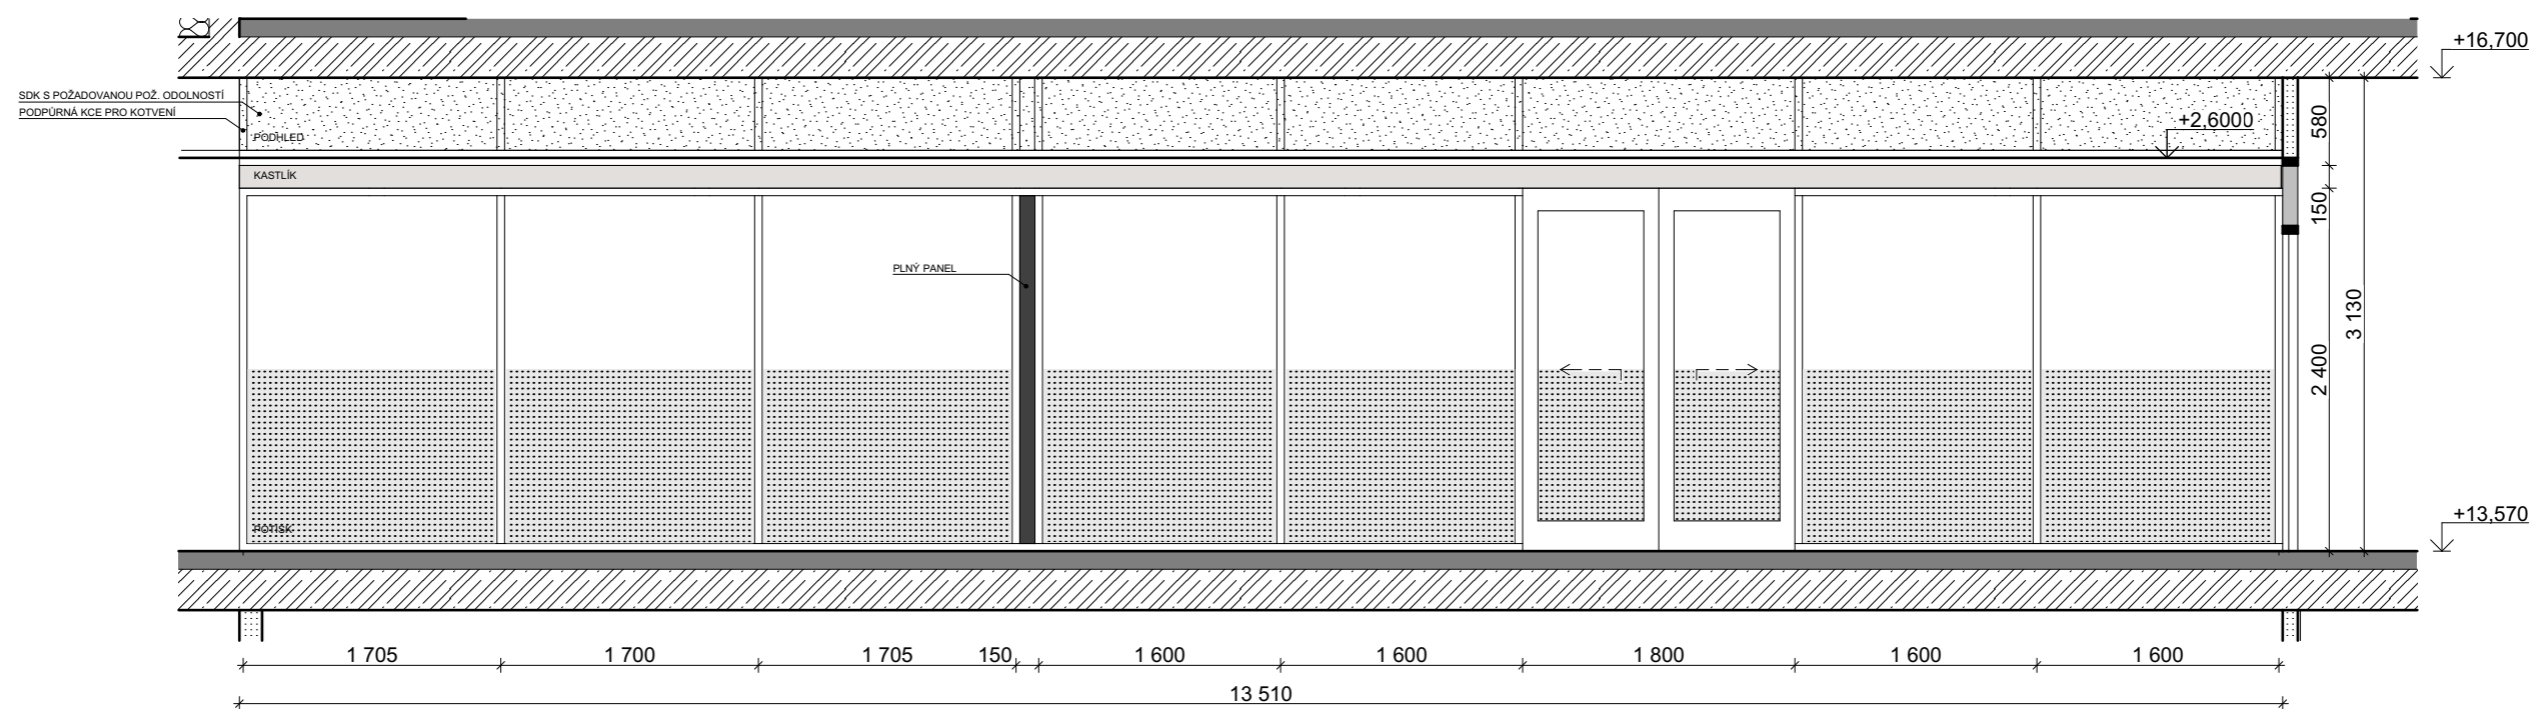 +16,700
SDK S POŽADOVANOU POŽ. ODOLNOSTÍ
PODPŮRNÁ KCE PRO KOTVENÍ
PODHLED
+2,6000
580
KASTLÍK
150
PLNÝ PANEL
3 130
2 400
POTISK
+13,570
1 705
1 700
1 705
150
1 600
1 600
1 800
1 600
1 600
13 510